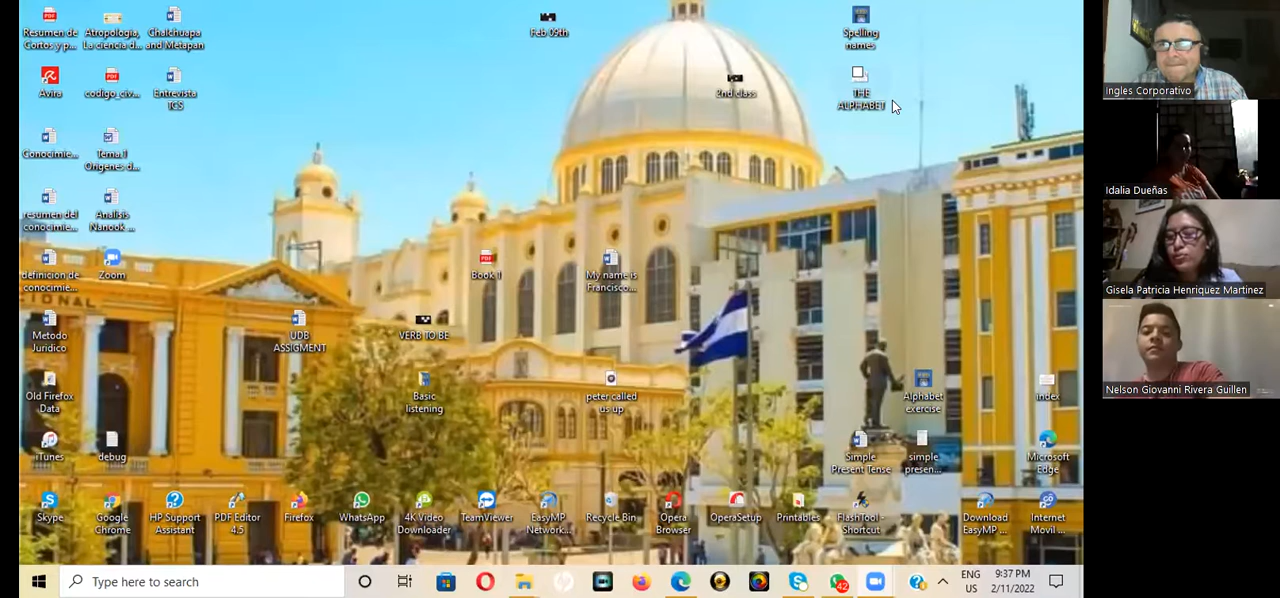 Resumen de
Cortos y p...
Atropologia,
La ciencia d...
Chalchuapa
and Metapan
Feb 09th
Spelling
names
Avira
codigo_civ...
Entrevista
TCS
2nd class
THE
ALPHABET
Conocimie...
Tema 1
Origenes d...
resumen del
conocimie...
Analisis
Nanook ...
definicion de
conocimie...
Zoom
Book 1
My name is
Francisco...
CIONAL
Metodo
Juridico
UDB
ASSIGMENT
VERB TO BE
Old Firefox
Data
Basic
listening
peter called
us up
Alphabet
exercise
index
iTunes
debug
Simple
Present Tense
simple
presen...
Microsoft
Edge
Skype
Google
Chrome
HP Support
Assistant
PDF Editor
4.5
Firefox
WhatsApp
4K Video
Downloader
TeamViewer
EasyMP
Network...
Recycle Bin
Opera
Browser
OperaSetup
Printables
FlashTool -
Shortcut
Download
EasyMP ...
Internet
Movil ...
Type here to search
42
ENG
US
9:37 PM
2/11/2022
Ingles Corporativo
Idalia Dueñas
Gisela Patricia Henriquez Martinez
Nelson Giovanni Rivera Guillen